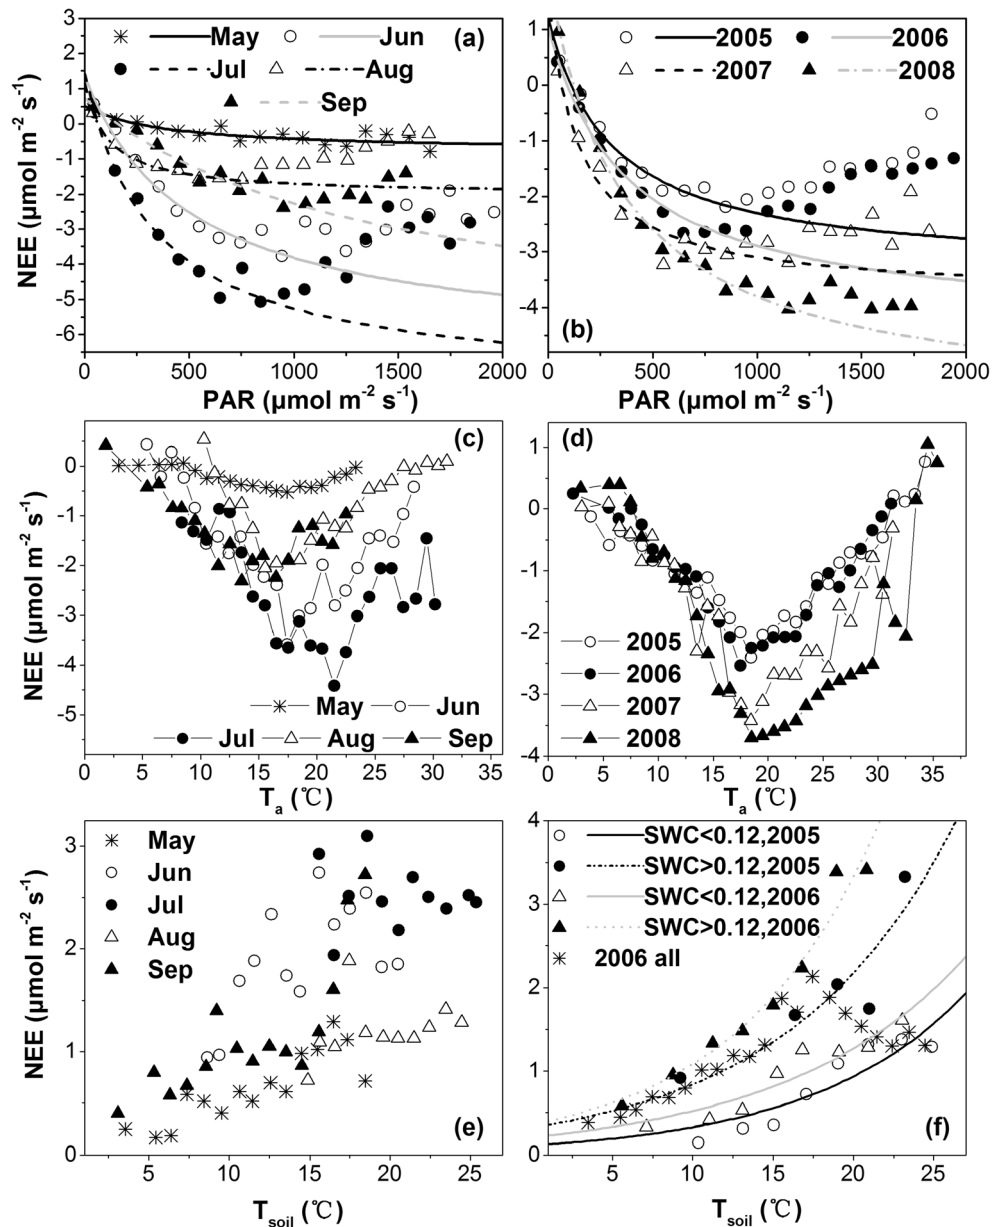 May Jun (a)
Jul Aug
Sep
NEE (μmol m-2 s-1)
3
2
1
0
-1
-2
-3
-4
-5
-6
0 500 1000 1500 2000
PAR (μmol m-2 s-1)
2005 2006
2007 2008
1
0
-1
-2
-3
-4
(b)
0 500 1000 1500 2000
PAR (μmol m-2 s-1)
(c)
NEE (μmol m-2 s-1)
0
-1
-2
-3
-4
-5
May Jun
Jul Aug Sep
0 5 10 15 20 25 30 35
Ta (℃)
(d)
1
0
-1
-2
-3
-4
2005
2006
2007
2008
0 5 10 15 20 25 30 35
Ta (℃)
NEE (μmol m-2 s-1)
3
2
1
0
May
Jun
Jul
Aug
Sep
(e)
5 10 15 20 25
Tsoil (℃)
4
3
2
1
0
SWC<0.12,2005
SWC>0.12,2005
SWC<0.12,2006
SWC>0.12,2006
2006 all
(f)
5 10 15 20 25
Tsoil (℃)